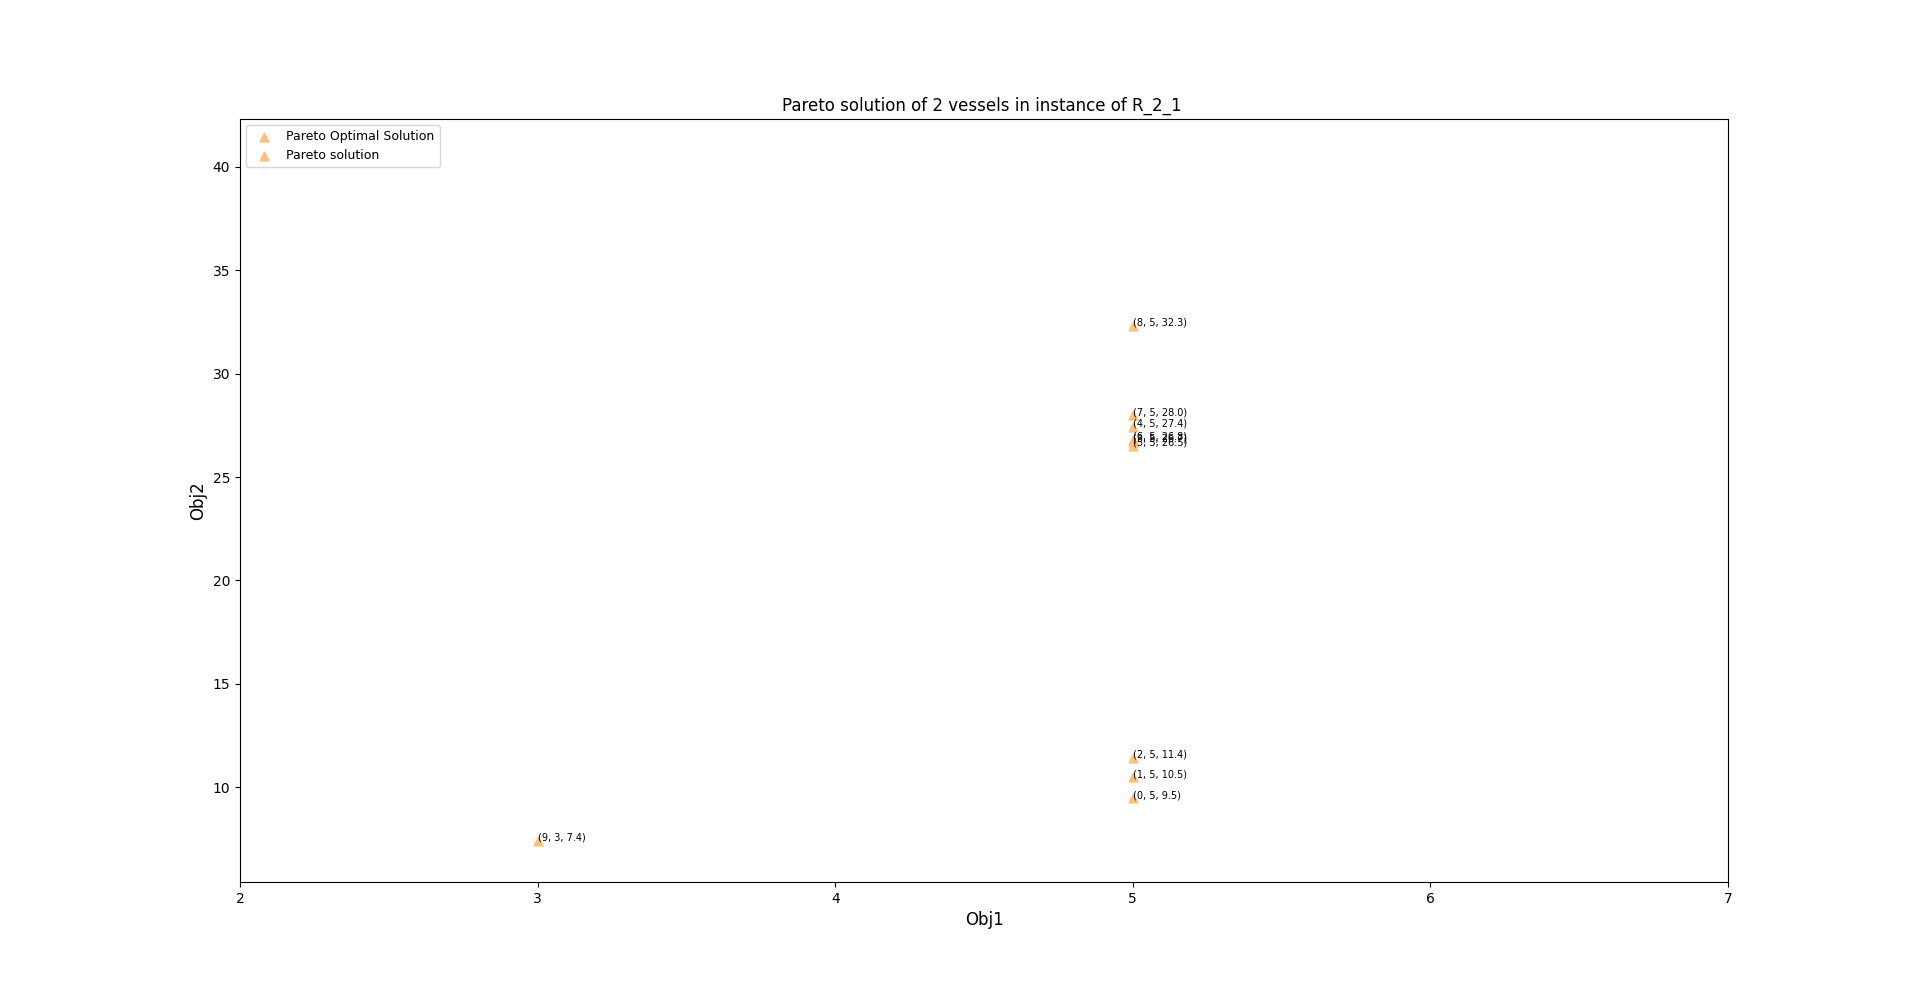 Pareto solution of 2 vessels in instance of R_2_1
Pareto Optimal Solution
Pareto solution
40
35
30
25
20
15
10
Obj2
(8, 5, 32.3)
(7, 5, 28.0)
(4, 5, 27.4)
(2, 5, 11.4)
(1, 5, 10.5)
(0, 5, 9.5)
(9, 3, 7.4)
2
3
4
5
6
7
Obj1